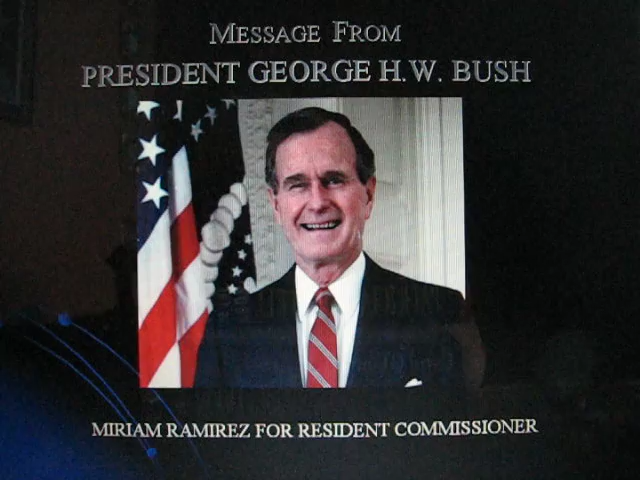 MESSAGE FROM
PRESIDENT GEORGE H.W. BUSH
MIRIAM RAMIREZ FOR RESIDENT COMMISSIONER